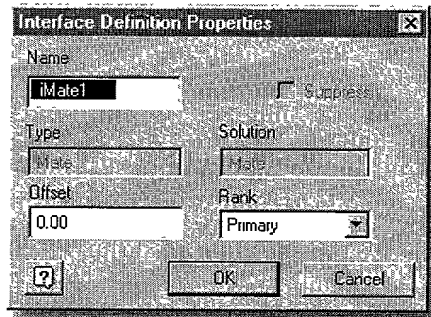 Interface Definition Properties
Name
iMate1
Suppress
Type
Solution
Mate
Mate
Offset
Rank
0.00
Primary
OK
Cancel